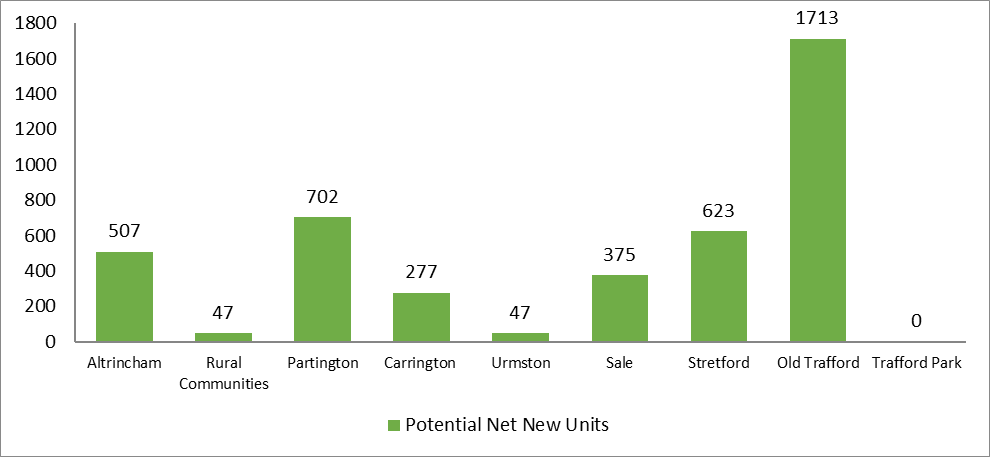 1800
1600
1400
1200
1000
800
600
400
200
0
507
47
702
277
47
375
623
1713
0
Altrincham
Rural
Communities
Partington
Carrington
Urmston
Sale
Stretford
Old Trafford
Trafford Park
Potential Net New Units